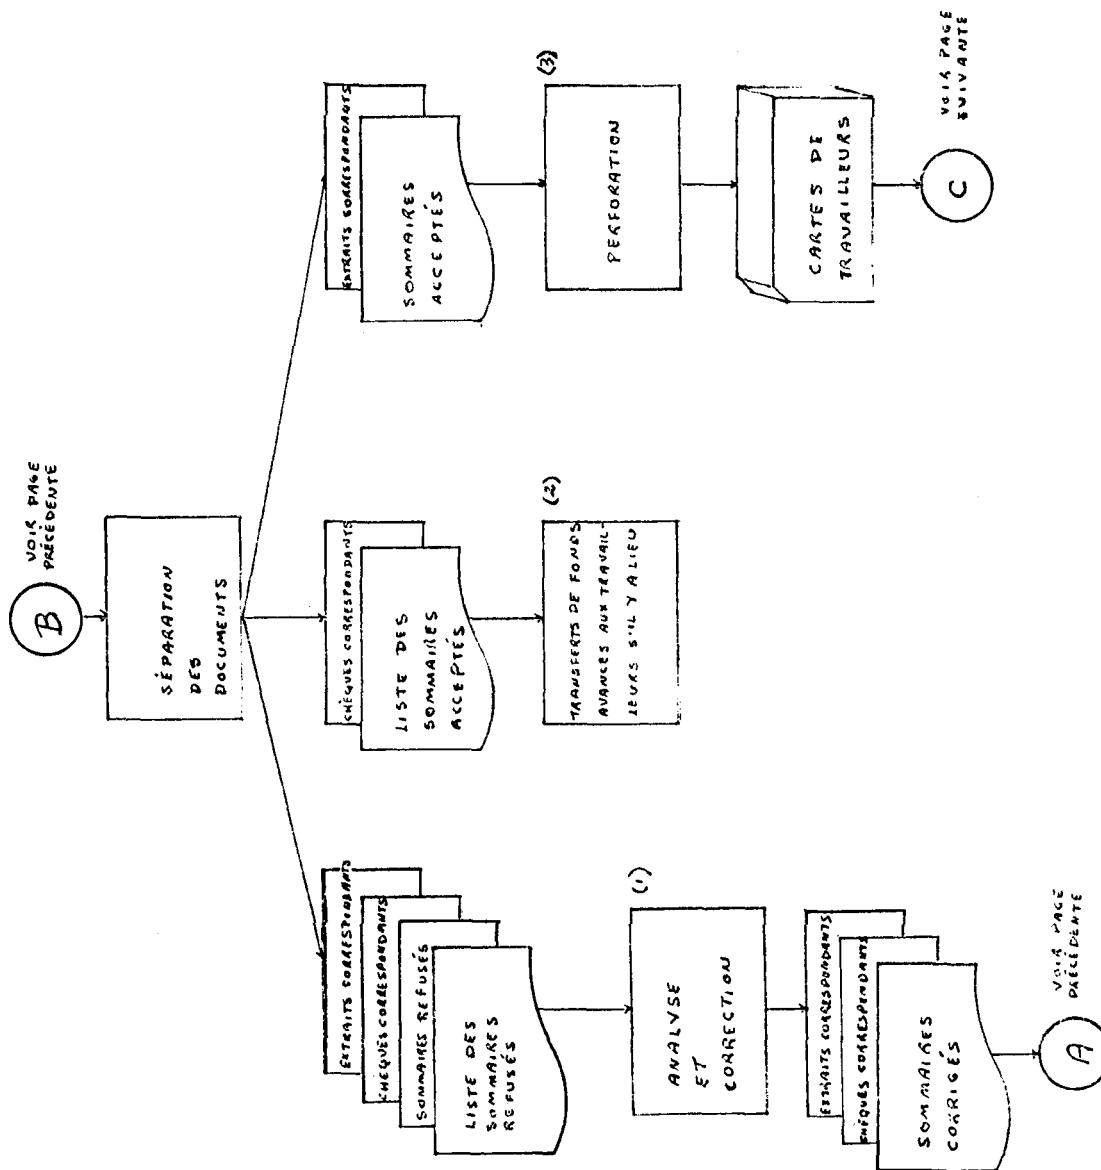 B
VOIR PAGE
PRÉCÉDENTE
SÉPARATION
DES
DOCUMENTS
EXTRAITS CORRESPONDANTS
CHÈQUES CORRESPONDANTS
SOMMAIRES REFUSÉS
LISTE DES
SOMMAIRES
REFUSÉS
(1)
ANALYSE
ET
CORRECTION
EXTRAITS CORRESPONDANTS
CHÈQUES CORRESPONDANTS
SOMMAIRES
CORRIGÉS
A
VOIR PAGE
PRÉCÉDENTE
CHÈQUES CORRESPONDANTS
LISTE DES
SOMMAIRES
ACCEPTÉS
(2)
TRANSFERTS DE FONDS
AVANCES AUX TRAVAIL-
LEURS S'IL Y A LIEU
EXTRAITS CORRESPONDANTS
SOMMAIRES
ACCEPTÉS
(3)
PERFORATION
CARTES DE
TRAVAILLEURS
C
VOIR PAGE
SUIVANTE